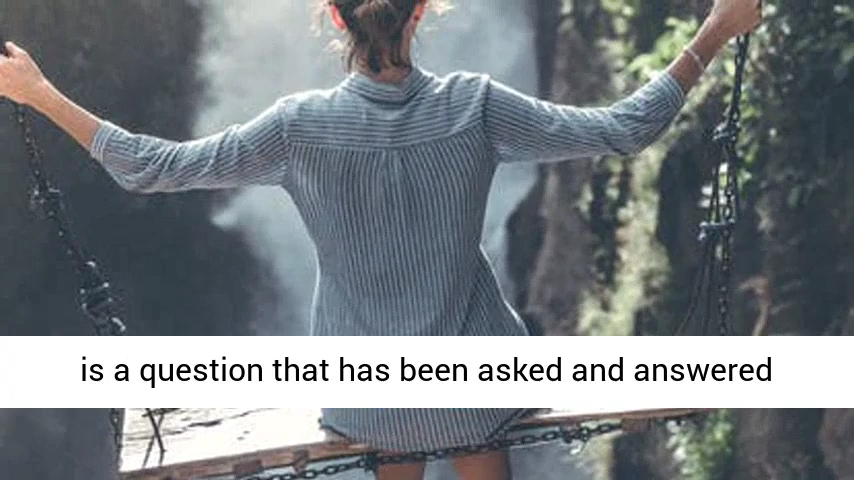 is a question that has been asked and answered